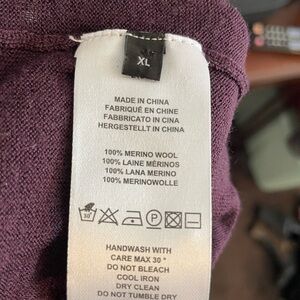 XL
MADE IN CHINA
FABRIQUÉ EN CHINE
FABBRICATO IN CINA
HERGESTELLT IN CHINA
100% MERINO WOOL
100% LAINE MÉRINOS
100% LANA MERINO
100% MERINOWOLLE
30° P
HANDWASH WITH
CARE MAX 30 °
DO NOT BLEACH
COOL IRON
DRY CLEAN
DO NOT TUMBLE DRY